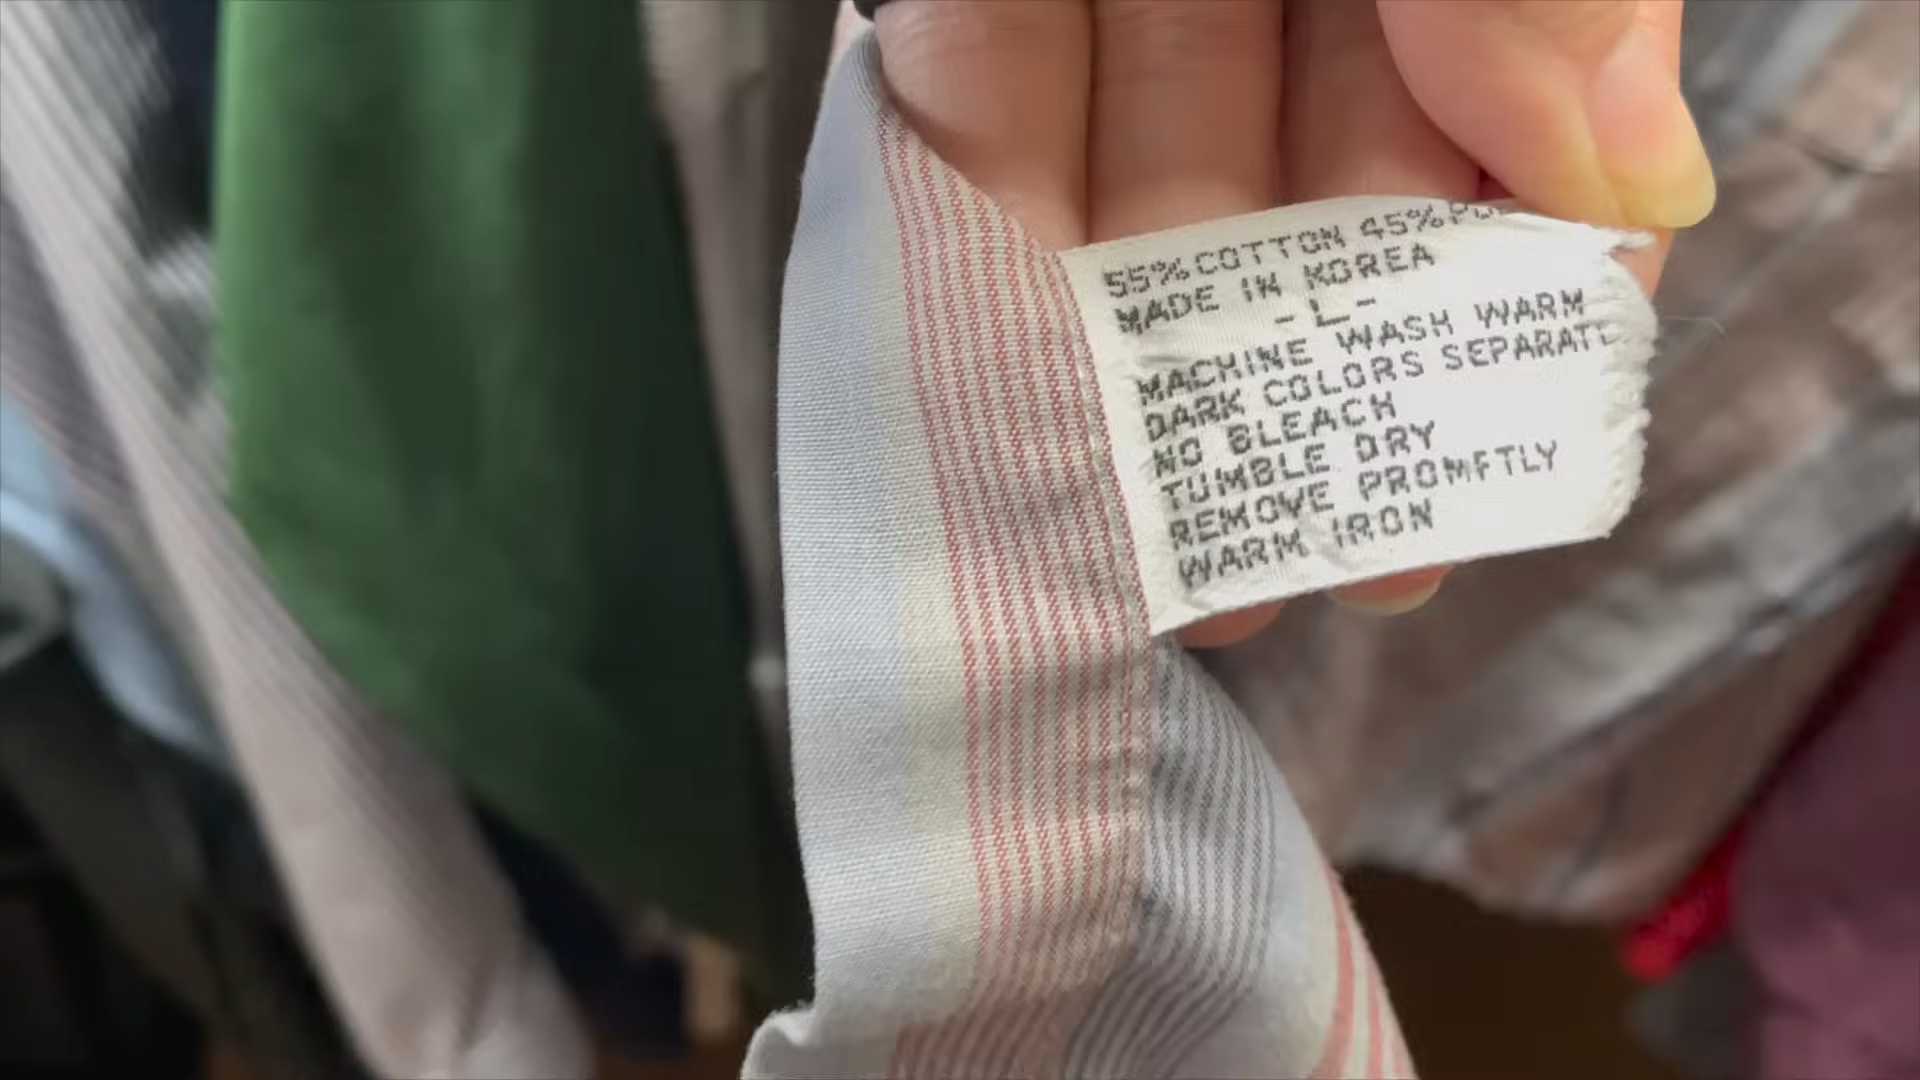 55% COTTON 45%
MADE IN KOREA
- L -
MACHINE WASH WARM
DARK COLORS SEPARATE
NO BLEACH
TUMBLE DRY
REMOVE PROMPTLY
WARM IRON